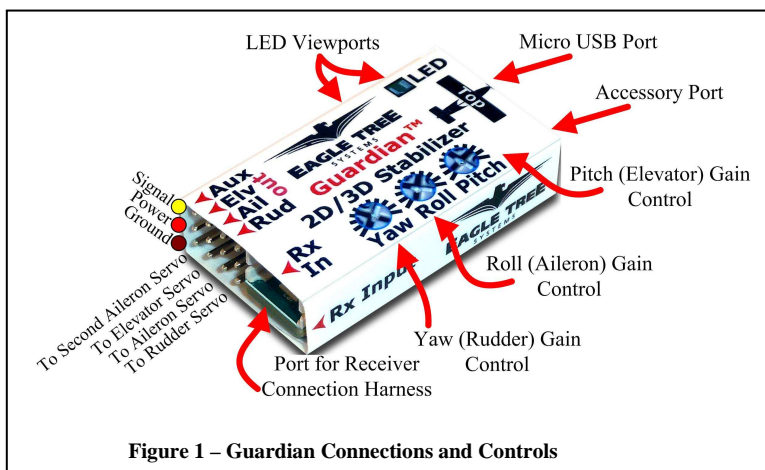 LED Viewports
Micro USB Port
Accessory Port
Pitch (Elevator) Gain
Control
Roll (Aileron) Gain
Control
Yaw (Rudder) Gain
Control
Port for Receiver
Connection Harness
Signal
Power
Ground
To Second Aileron Servo
To Elevator Servo
To Aileron Servo
To Rudder Servo
LED
TOP
EAGLE TREE
SYSTEMS
Guardian™
2D/3D Stabilizer
Yaw Roll Pitch
Aux
Elv
Ail
Rud
out
Rx
In
Rx Input
EAGLE TREE
SYSTEMS
Figure 1 – Guardian Connections and Controls